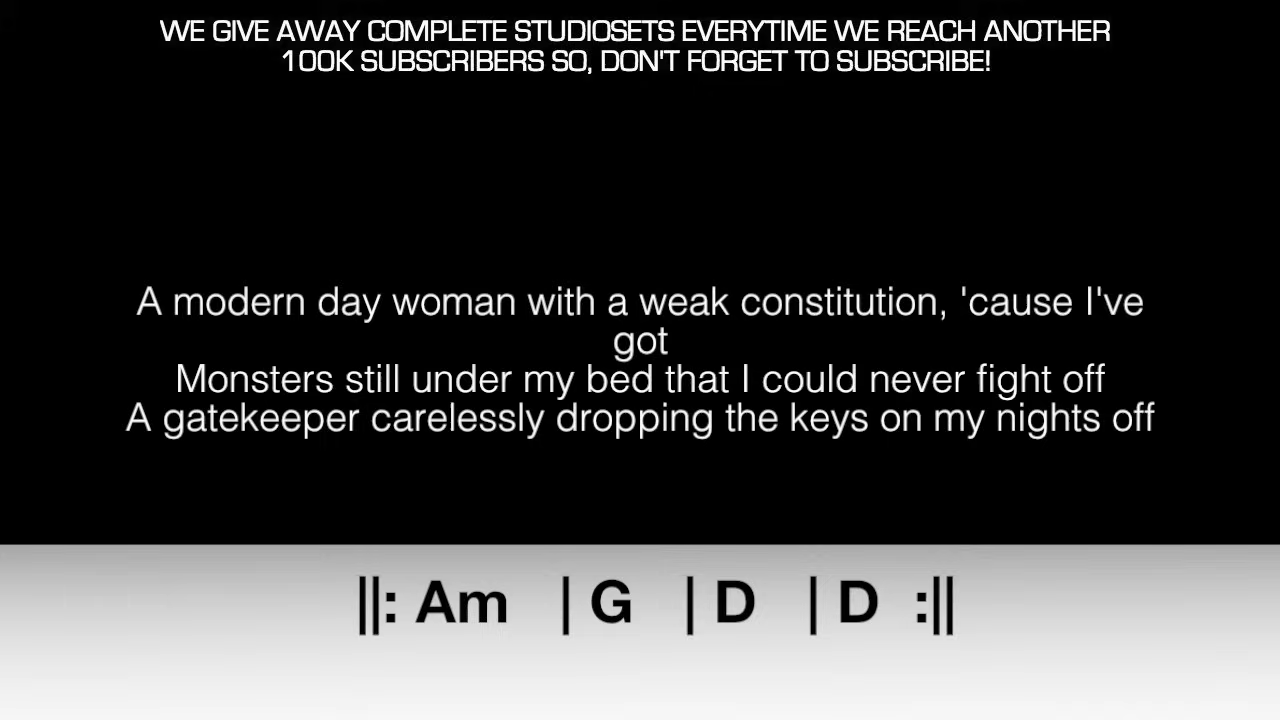 WE GIVE AWAY COMPLETE STUDIOSETS EVERYTIME WE REACH ANOTHER
100K SUBSCRIBERS SO, DON'T FORGET TO SUBSCRIBE!
A modern day woman with a weak constitution, 'cause I've
got
Monsters still under my bed that I could never fight off
A gatekeeper carelessly dropping the keys on my nights off
||: Am | G | D | D :||